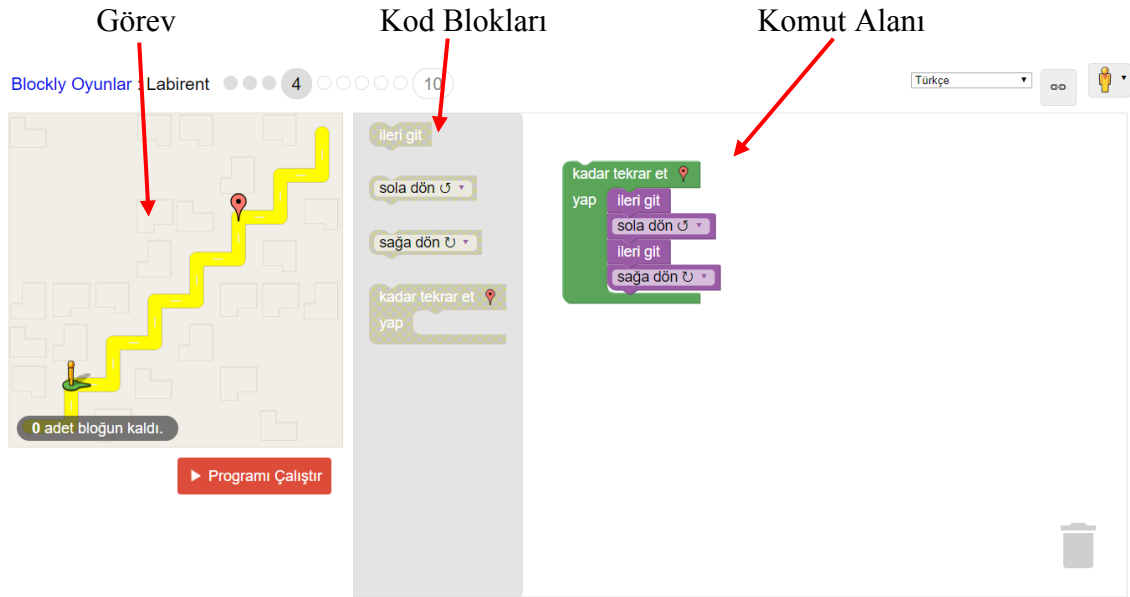 Görev
Kod Blokları
Komut Alanı
Blockly Oyunlar : Labirent 4 10
Türkçe
ileri git
sola dön ↺
sağa dön ↻
kadar tekrar et
yap
kadar tekrar et
yap ileri git
sola dön ↺
ileri git
sağa dön ↻
0 adet bloğun kaldı.
Programı Çalıştır